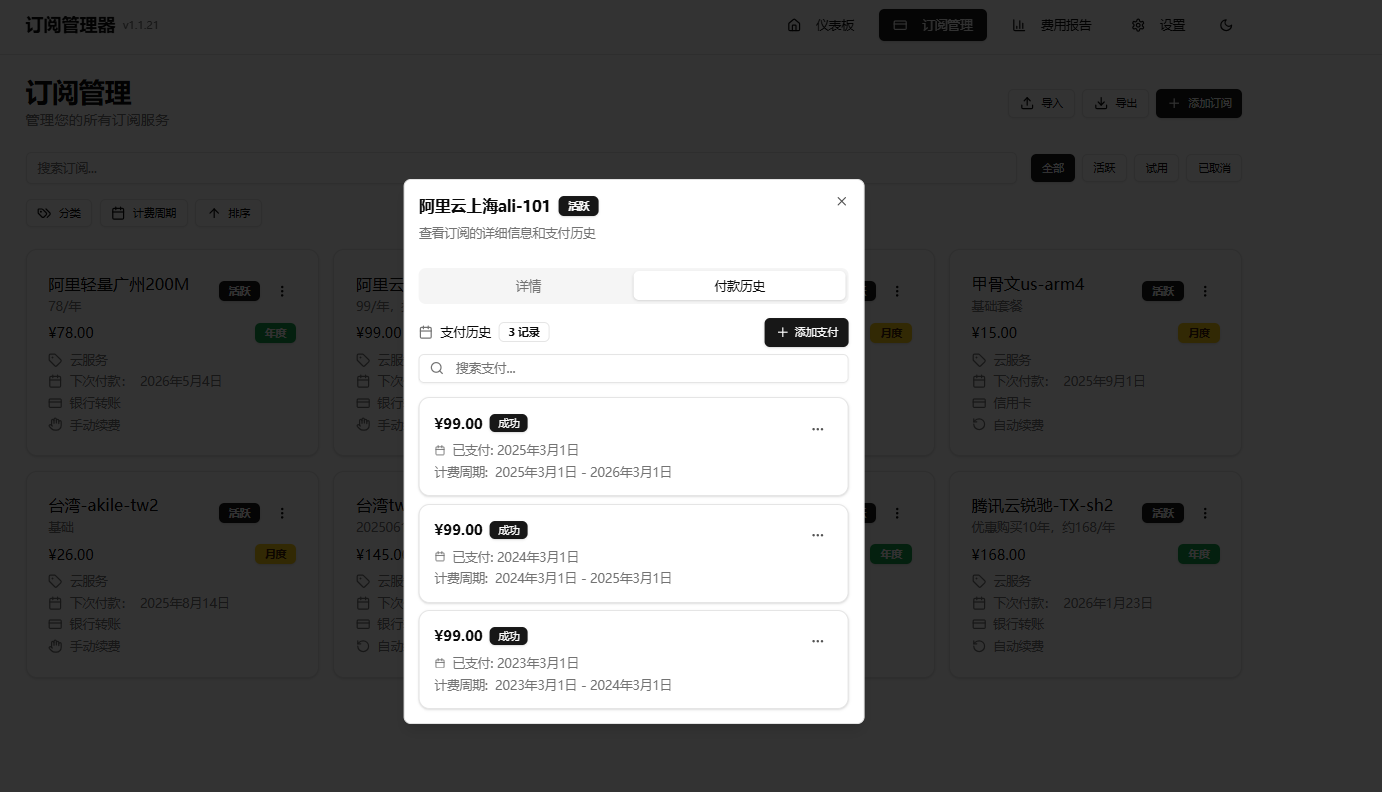 订阅管理器 v1.1.21
仪表板
订阅管理
费用报告
设置
订阅管理
管理您的所有订阅服务
导入
导出
添加订阅
搜索订阅...
全部
活跃
试用
已取消
分类
计费周期
排序
阿里轻量广州200M
活跃
78/年
¥78.00
年度
云服务
下次付款: 2026年5月4日
银行转账
手动续费
阿里云
99/年,
¥99.00
云服
下次
银行
手动
月度
甲骨文us-arm4
活跃
基础套餐
¥15.00
月度
云服务
下次付款: 2025年9月1日
信用卡
自动续费
台湾-akile-tw2
活跃
基础
¥26.00
月度
云服务
下次付款: 2025年8月14日
银行转账
手动续费
台湾tw
202506
¥145.0
云服
下次
银行
自动
年度
腾讯云锐驰-TX-sh2
活跃
优惠购买10年, 约168/年
¥168.00
年度
云服务
下次付款: 2026年1月23日
银行转账
自动续费
阿里云上海ali-101 活跃
查看订阅的详细信息和支付历史
详情
付款历史
支付历史 3 记录
添加支付
搜索支付...
¥99.00 成功
已支付: 2025年3月1日
计费周期: 2025年3月1日 - 2026年3月1日
¥99.00 成功
已支付: 2024年3月1日
计费周期: 2024年3月1日 - 2025年3月1日
¥99.00 成功
已支付: 2023年3月1日
计费周期: 2023年3月1日 - 2024年3月1日